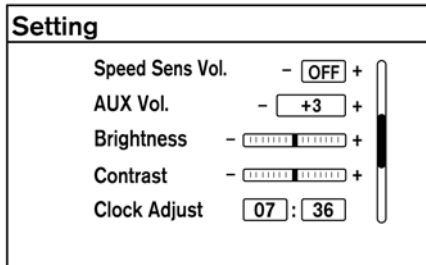 Setting
Speed Sens Vol. - OFF +
AUX Vol. - +3 +
Brightness - +
Contrast - +
Clock Adjust 07 : 36